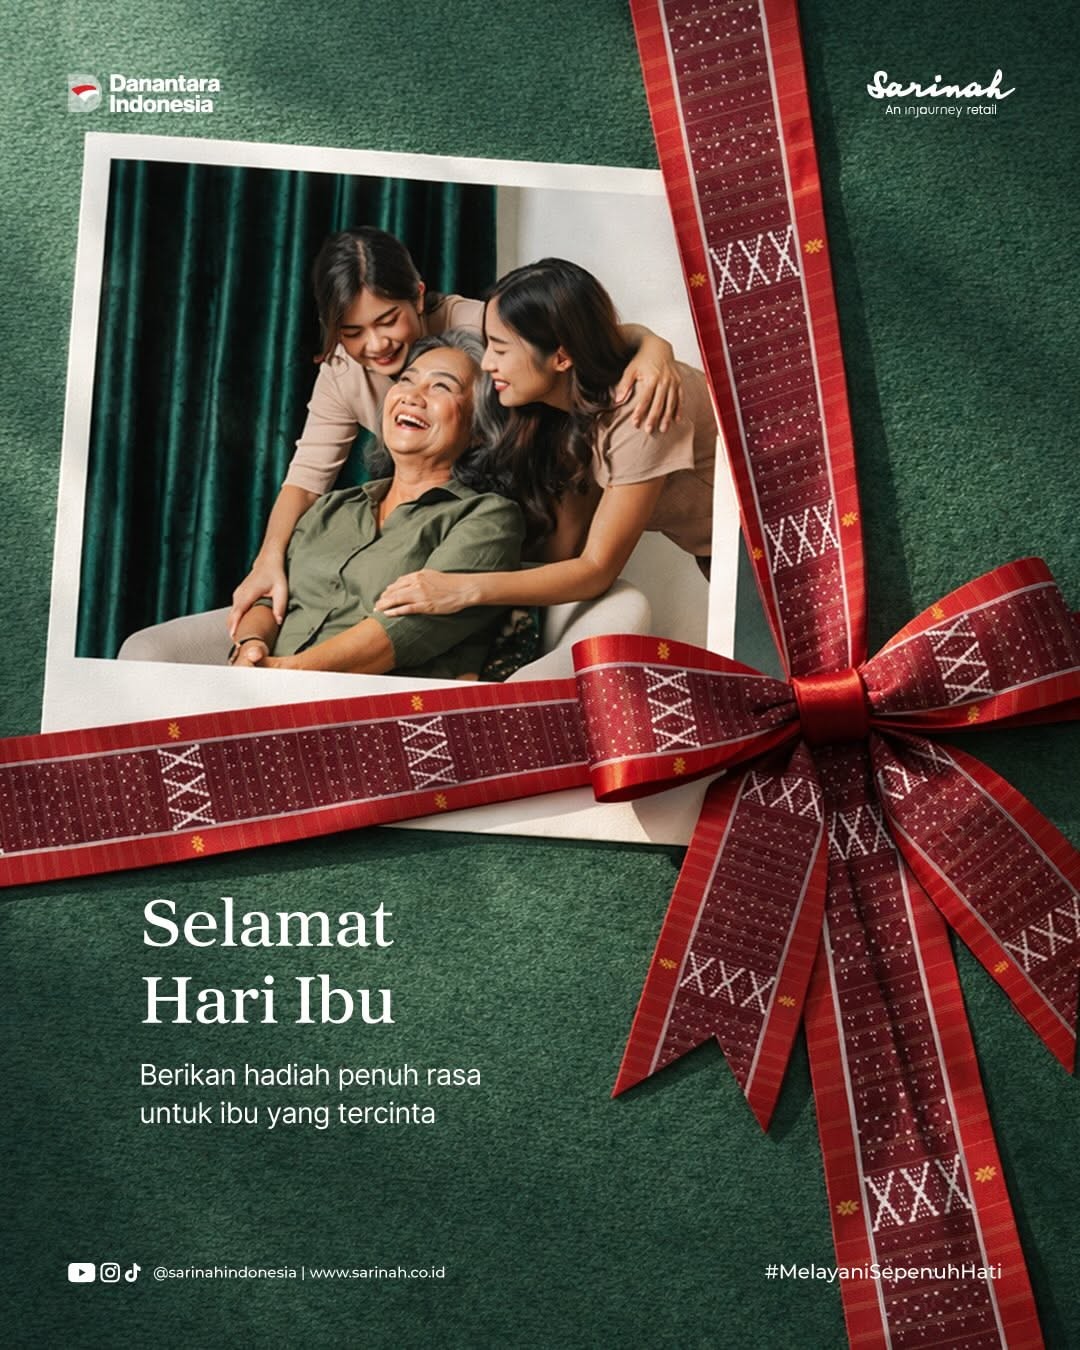 Danantara
Indonesia
Sarinah
An injourney retail
Selamat
Hari Ibu
Berikan hadiah penuh rasa
untuk ibu yang tercinta
@sarinahindonesia | www.sarinah.co.id
#MelayaniSepenuhHati